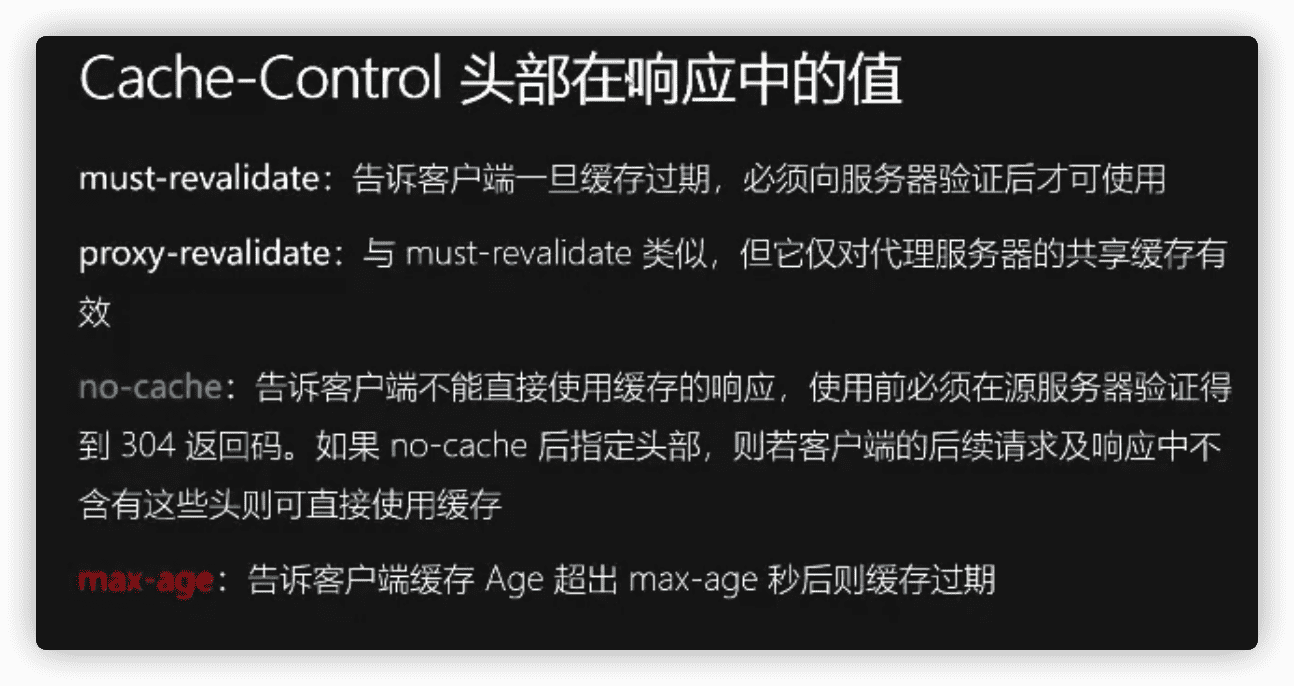 Cache-Control 头部在响应中的值
must-revalidate：告诉客户端一旦缓存过期，必须向服务器验证后才可使用
proxy-revalidate：与 must-revalidate 类似，但它仅对代理服务器的共享缓存有
效
no-cache：告诉客户端不能直接使用缓存的响应，使用前必须在源服务器验证得
到 304 返回码。如果 no-cache 后指定头部，则若客户端的后续请求及响应中不
含有这些头则可直接使用缓存
max-age：告诉客户端缓存 Age 超出 max-age 秒后则缓存过期